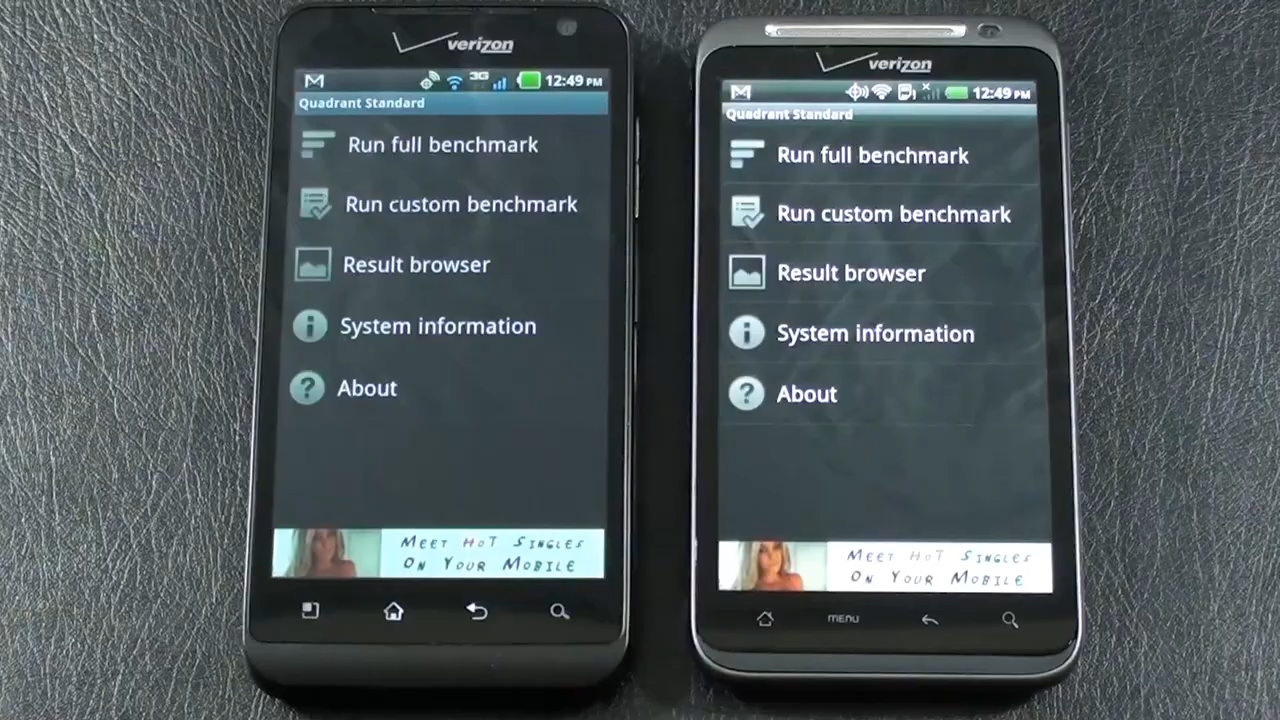 verizon
3G 12:49 PM
Quadrant Standard
Run full benchmark
Run custom benchmark
Result browser
System information
About
MEET HOT SINGLES
ON YOUR MOBILE
verizon
12:49 PM
Quadrant Standard
Run full benchmark
Run custom benchmark
Result browser
System information
About
MEET HOT SINGLES
ON YOUR MOBILE
MENU